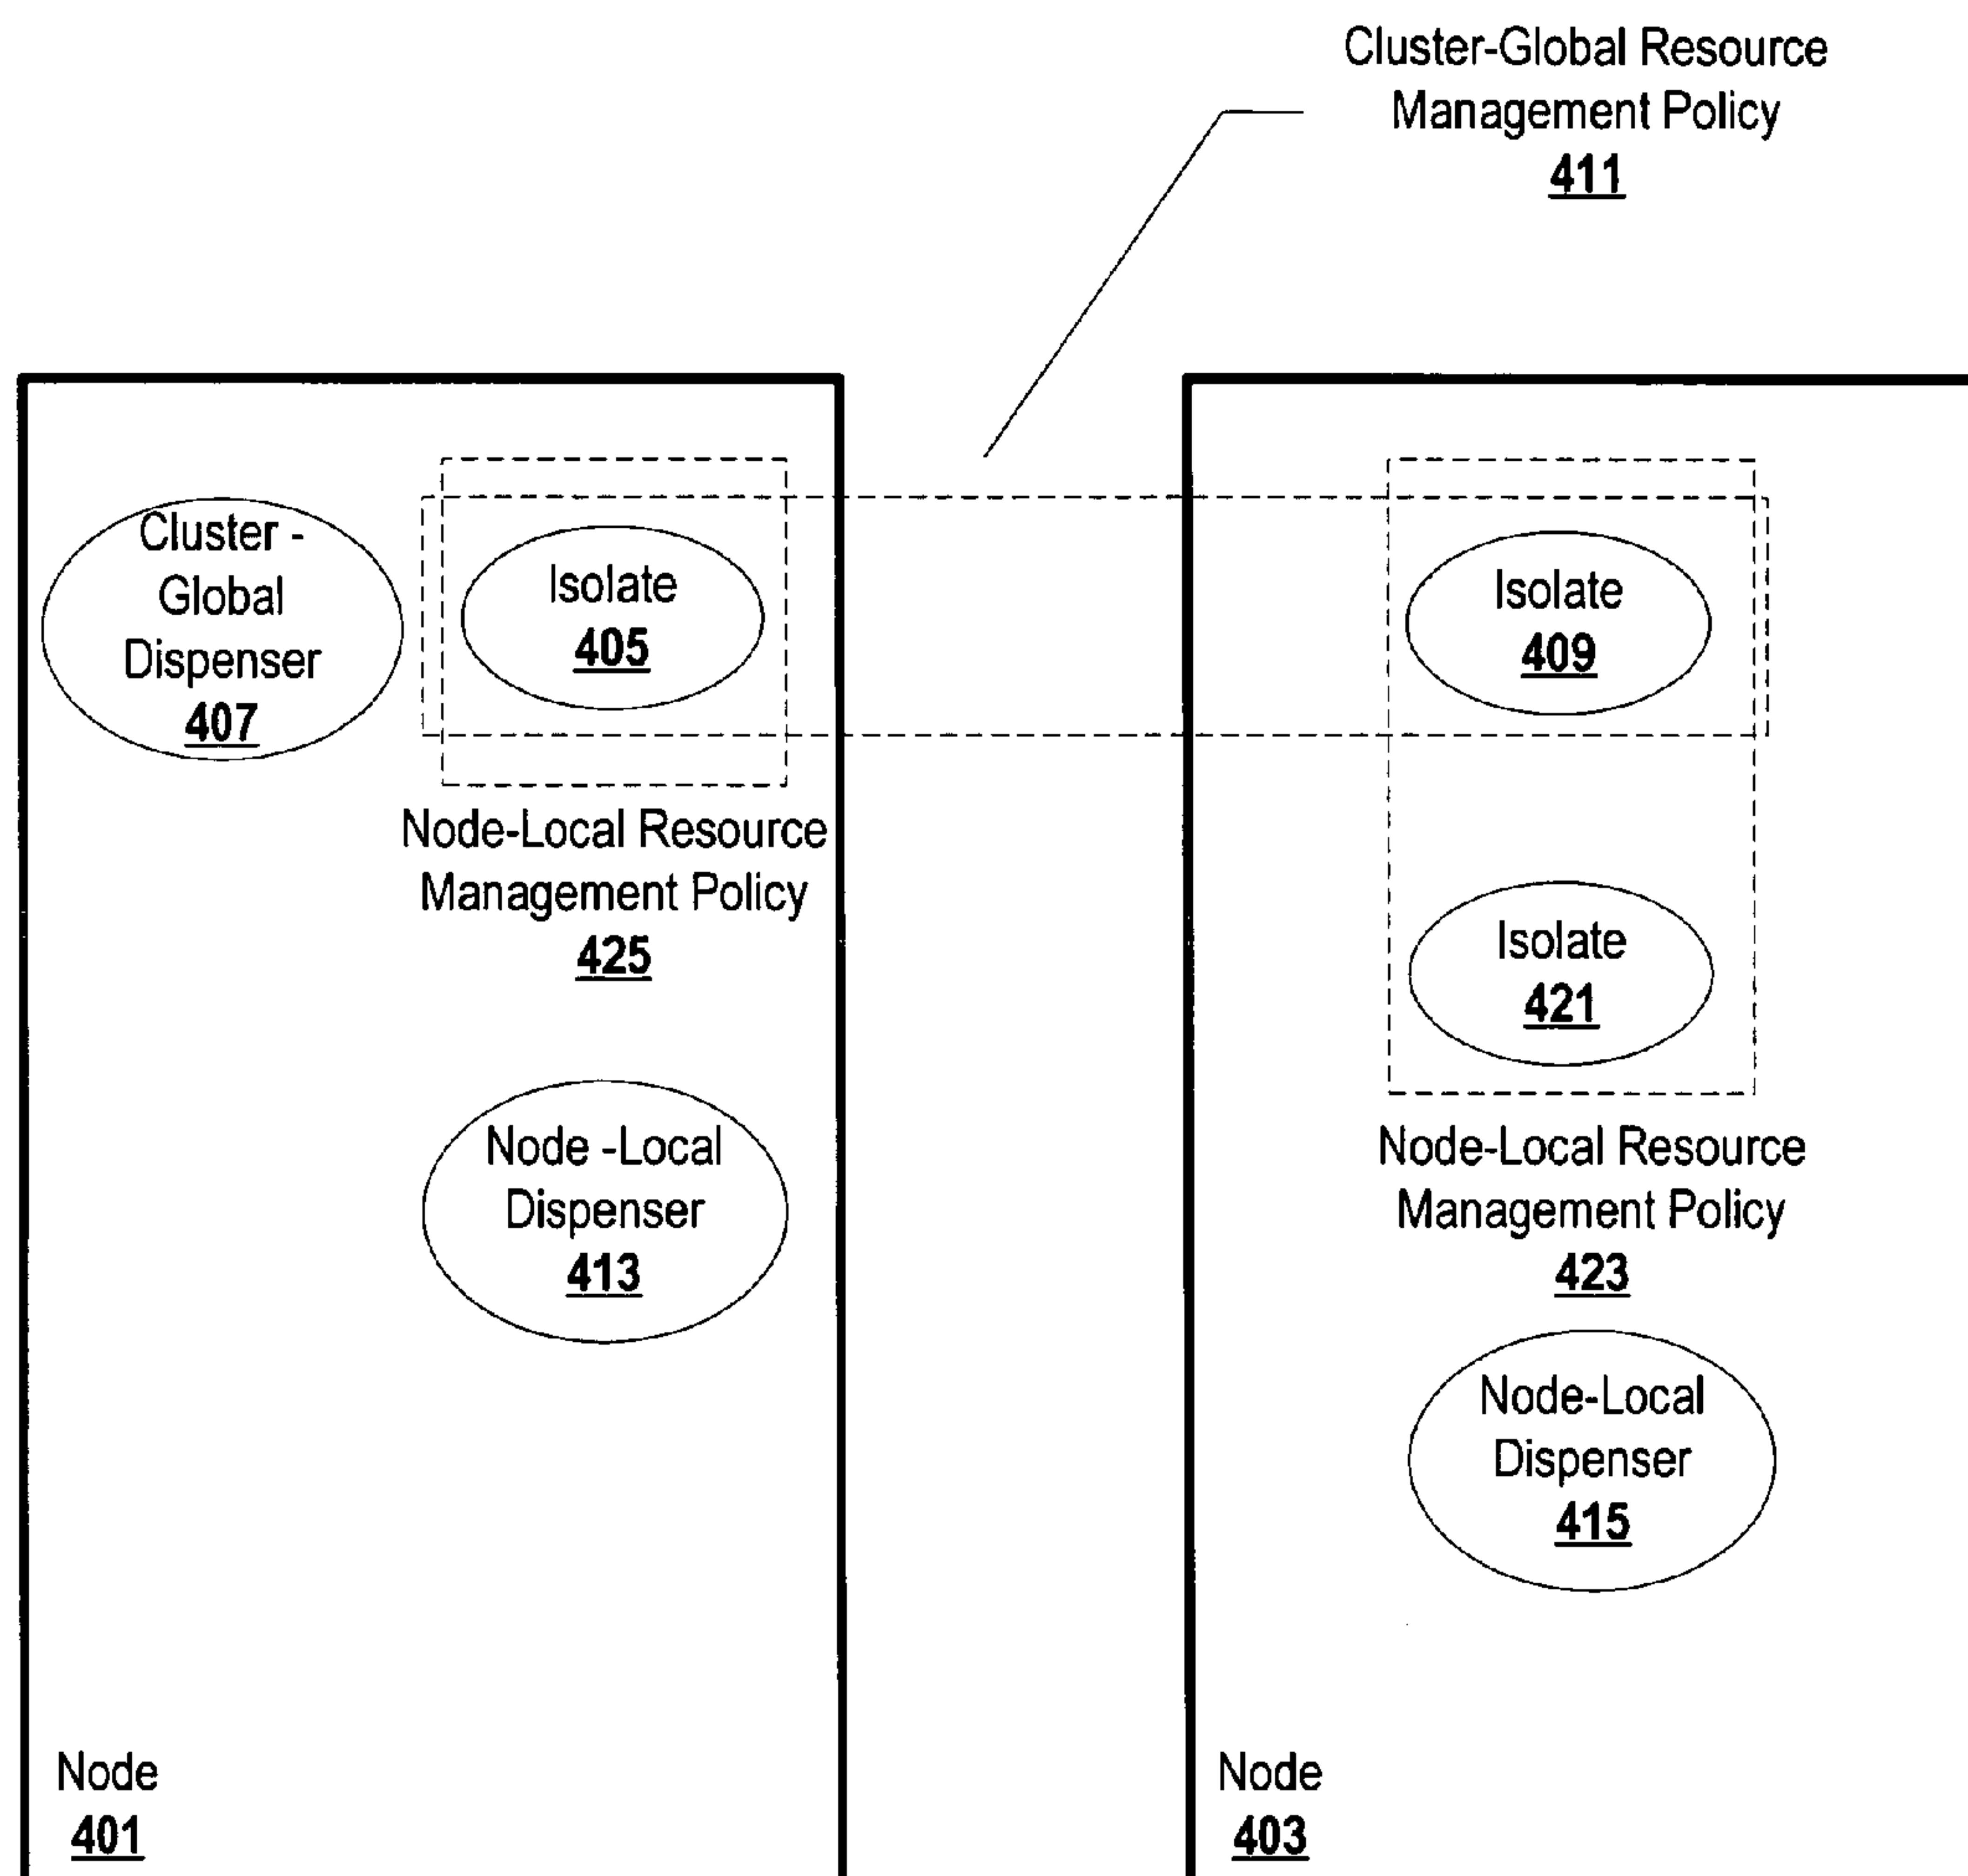 Cluster-Global Resource
Management Policy
411
Cluster -
Global
Dispenser
407
Isolate
405
Node-Local Resource
Management Policy
425
Node -Local
Dispenser
413
Node
401
Isolate
409
Isolate
421
Node-Local Resource
Management Policy
423
Node-Local
Dispenser
415
Node
403